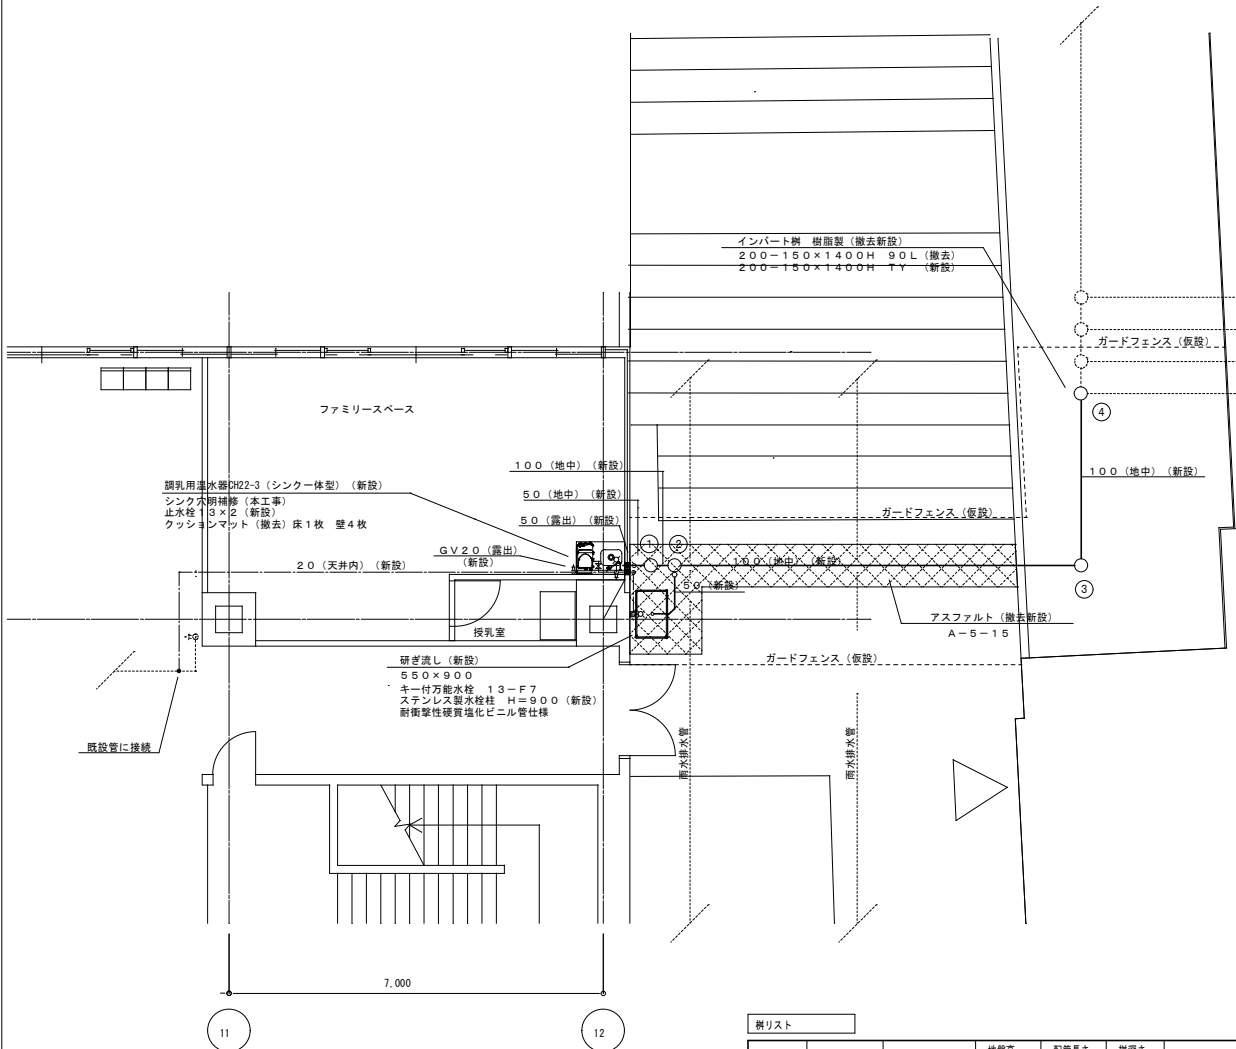 インバート桝 樹脂製（撤去新設）
200－150×1400H 90L（撤去）
200－150×1400H TY （新設）
ガードフェンス（仮設）
④
ファミリースペース
100（地中）（新設）
100（地中）（新設）
調乳用温水器CH22-3（シンク一体型）（新設）
シンク穴明補修（本工事）
止水栓13×2（新設）
クッションマット（撤去）床1枚 壁4枚
50（地中）（新設）
50（露出）（新設）
ガードフェンス（仮設）
GV20（露出）
（新設）
① ②
20（天井内）（新設）
100（地中）（新設）
50（新設）
③
アスファルト（撤去新設）
A－5－15
授乳室
研ぎ流し（新設）
550×900
キー付万能水栓 13－F7
ステンレス製水栓柱 H＝900（新設）
耐衝撃性硬質塩化ビニル管仕様
ガードフェンス（仮設）
既設管に接続
雨水排水管
雨水排水管
7,000
11
12
桝リスト
地盤高 配管長さ 桝深さ